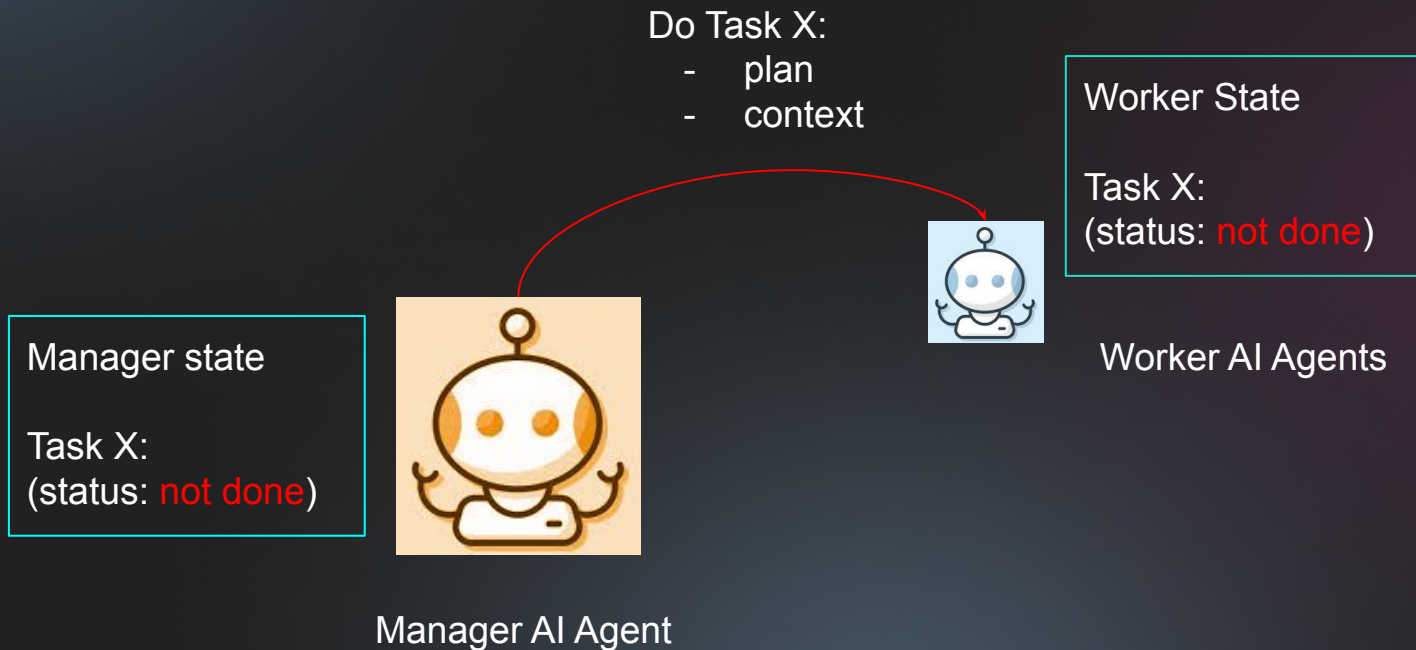 Do Task X:
- plan
- context
Worker State
Task X:
(status: not done)
Worker AI Agents
Manager state
Task X:
(status: not done)
Manager AI Agent